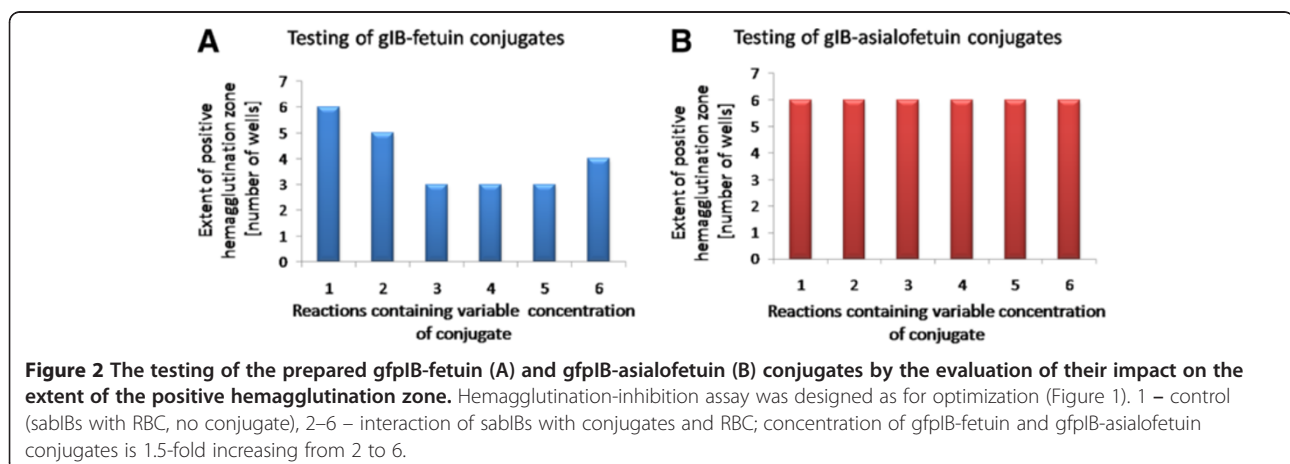 A
Testing of gIB-fetuin conjugates
Extent of positive
hemagglutination zone
[number of wells]
7
6
5
4
3
2
1
0
1 2 3 4 5 6
Reactions containing variable concentration
of conjugate
B
Testing of gIB-asialofetuin conjugates
Extent of positive
hemagglutination zone
[number of wells]
7
6
5
4
3
2
1
0
1 2 3 4 5 6
Reactions containing variable concentration
of conjugate
Figure 2 The testing of the prepared gfpIB-fetuin (A) and gfpIB-asialofetuin (B) conjugates by the evaluation of their impact on the
extent of the positive hemagglutination zone. Hemagglutination-inhibition assay was designed as for optimization (Figure 1). 1 – control
(sabIBs with RBC, no conjugate), 2–6 – interaction of sabIBs with conjugates and RBC; concentration of gfpIB-fetuin and gfpIB-asialofetuin
conjugates is 1.5-fold increasing from 2 to 6.